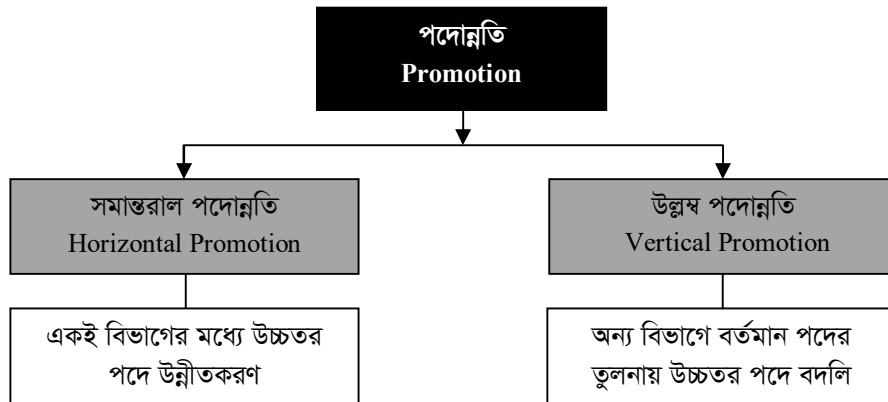 পদোন্নতি
Promotion
সমান্তরাল পদোন্নতি
Horizontal Promotion
উল্লম্ব পদোন্নতি
Vertical Promotion
একই বিভাগের মধ্যে উচ্চতর
পদে উন্নীতকরণ
অন্য বিভাগে বর্তমান পদের
তুলনায় উচ্চতর পদে বদলি